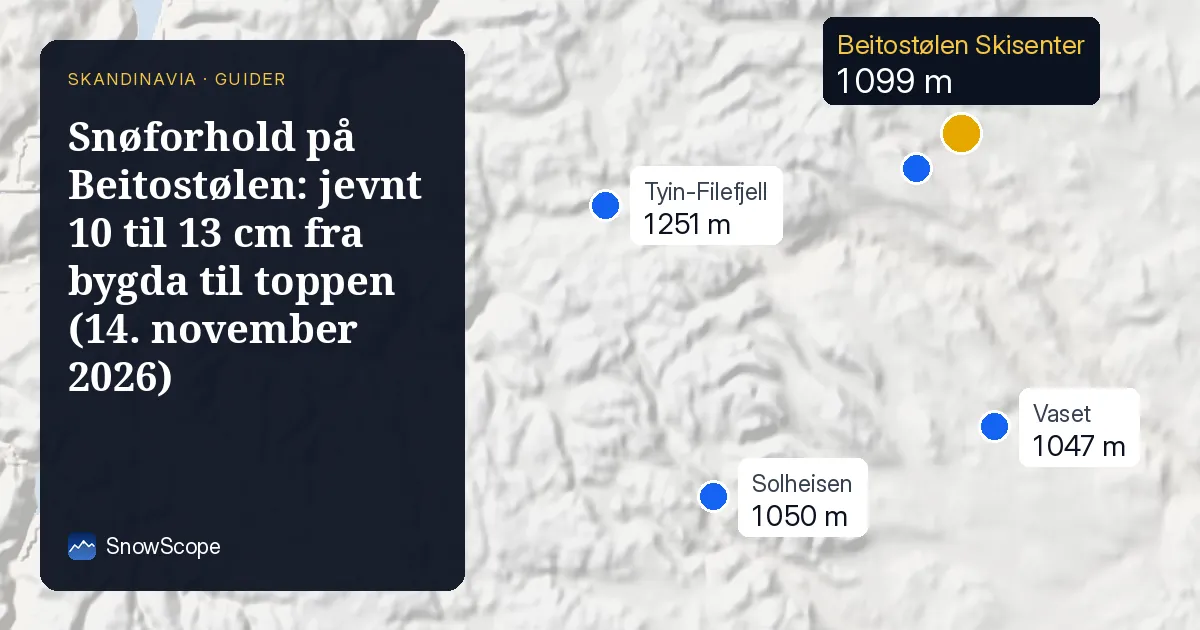 SKANDINAVIA · GUIDER
Snøforhold på
Beitostølen: jevnt
10 til 13 cm fra
bygda til toppen
(14. november
2026)
SnowScope
Beitostølen Skisenter
1099 m
Tyin-Filefjell
1251 m
Vaset
1047 m
Solheisen
1050 m